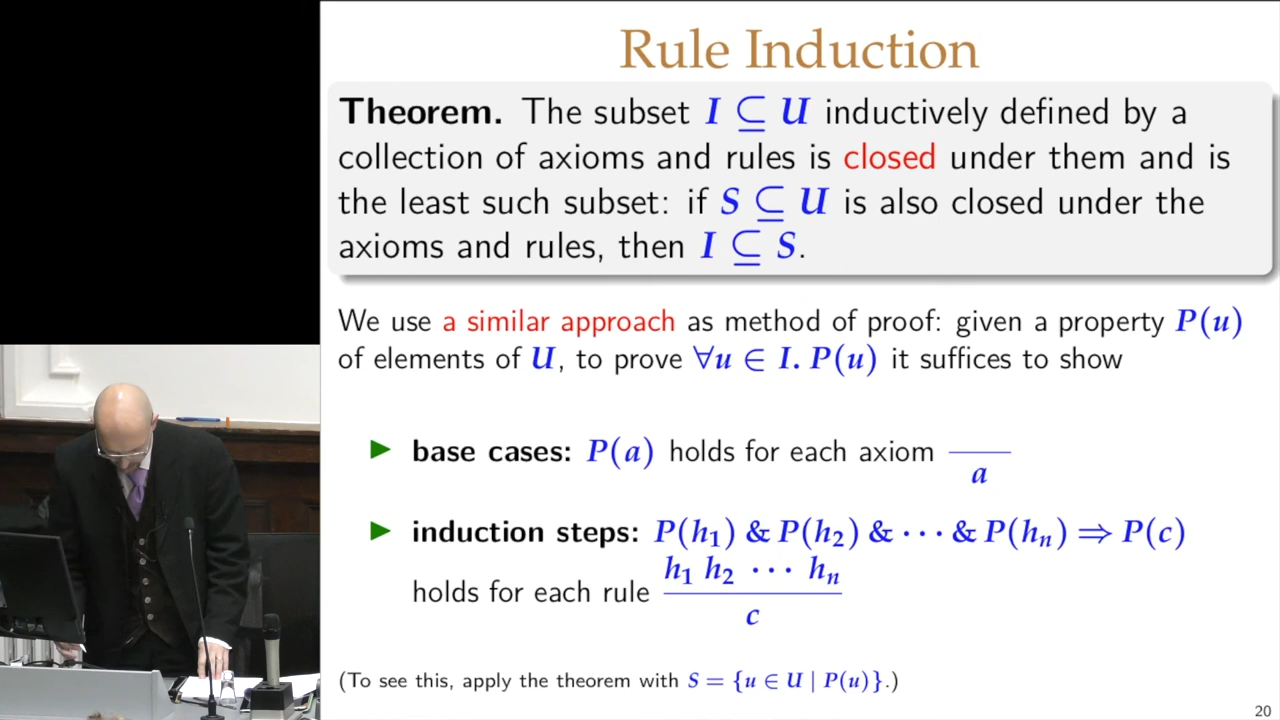 Rule Induction
Theorem. The subset I ⊆ U inductively defined by a
collection of axioms and rules is closed under them and is
the least such subset: if S ⊆ U is also closed under the
axioms and rules, then I ⊆ S.
We use a similar approach as method of proof: given a property P(u)
of elements of U, to prove ∀u ∈ I. P(u) it suffices to show
▶ base cases: P(a) holds for each axiom
a
▶ induction steps: P(h₁) & P(h₂) & ··· & P(hₙ) ⇒ P(c)
h₁ h₂ ··· hₙ
holds for each rule
c
(To see this, apply the theorem with S = {u ∈ U | P(u)}.)
20